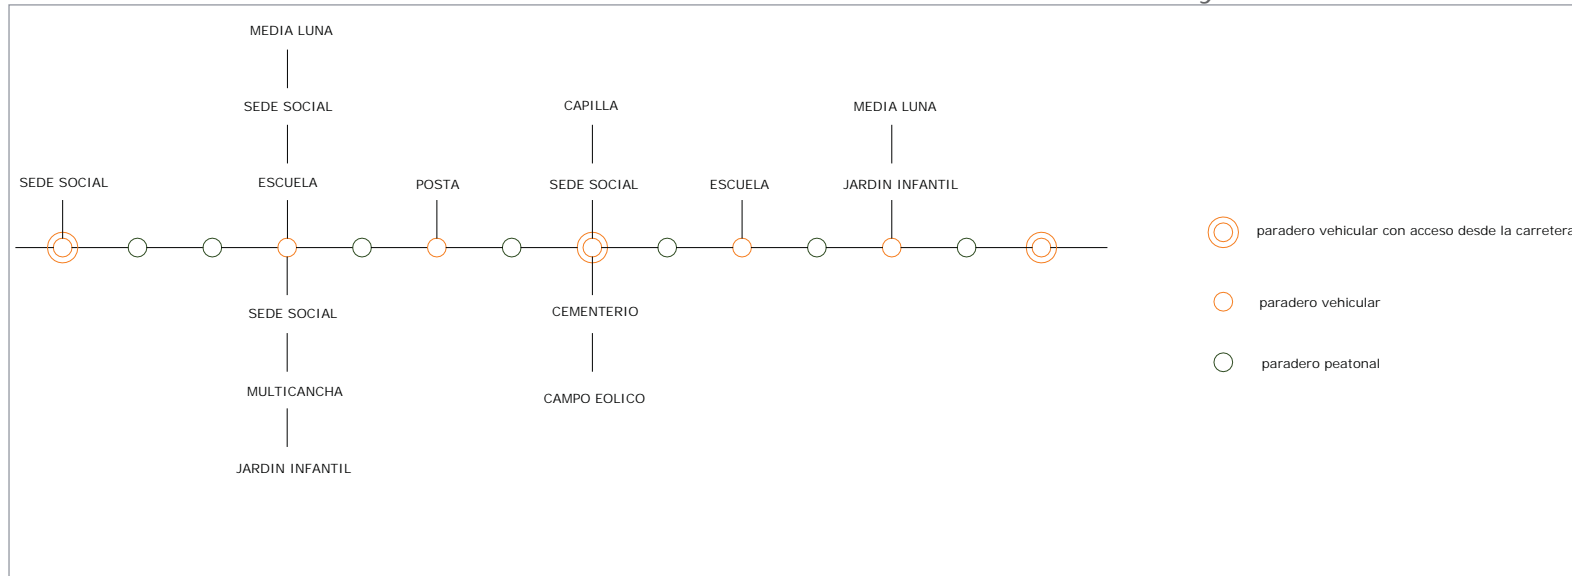 MEDIA LUNA
SEDE SOCIAL
CAPILLA
MEDIA LUNA
SEDE SOCIAL
ESCUELA
POSTA
SEDE SOCIAL
ESCUELA
JARDIN INFANTIL
paradero vehicular con acceso desde la carretera
SEDE SOCIAL
CEMENTERIO
paradero vehicular
paradero peatonal
MULTICANCHA
CAMPO EOLICO
JARDIN INFANTIL